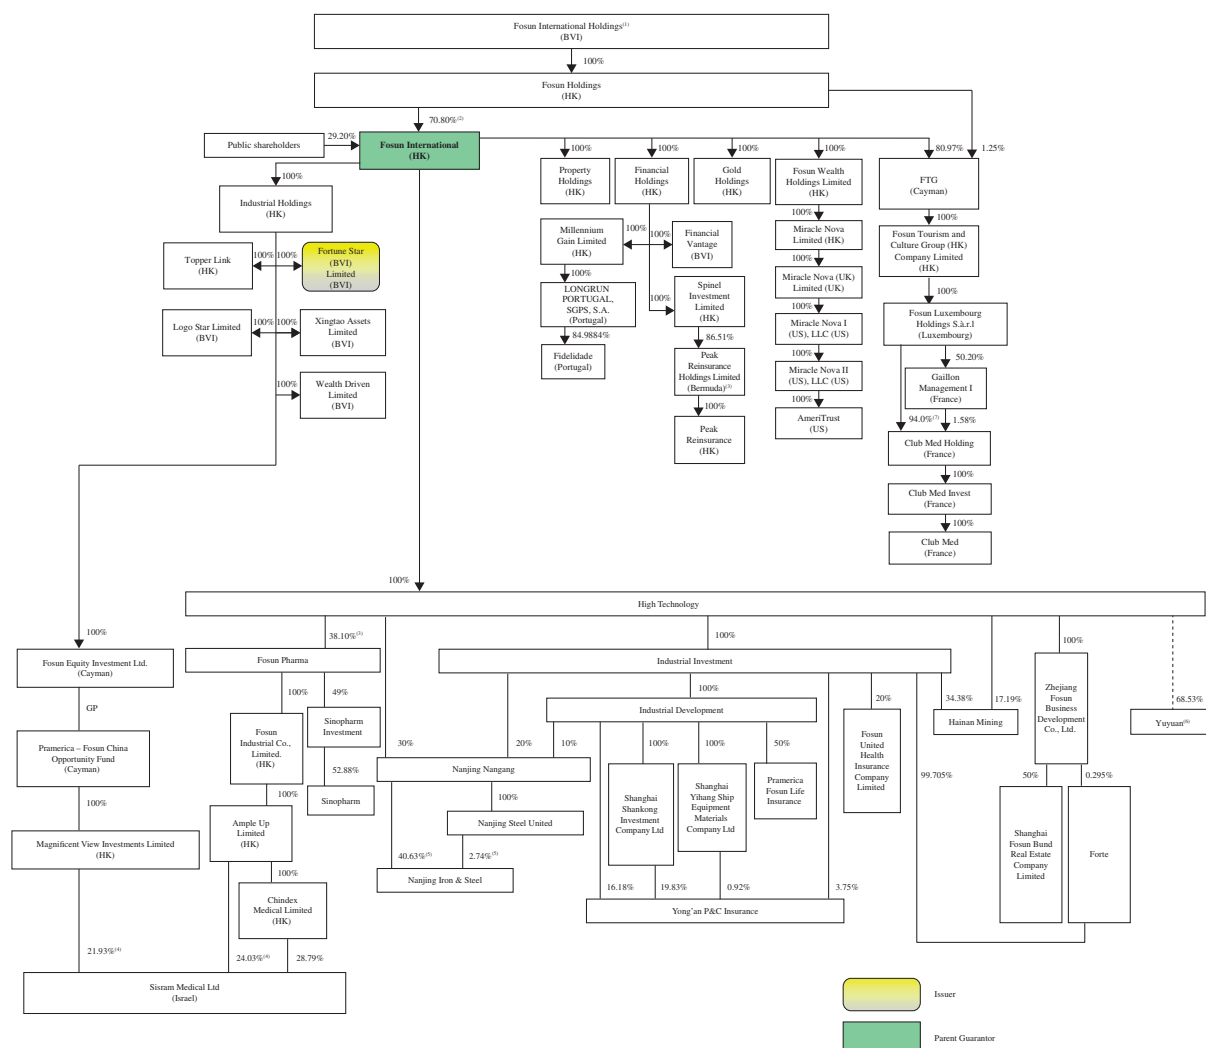 Fosun International Holdings(1)
(BVI)
100%
Fosun Holdings
(HK)
70.80%(2)
Public shareholders
29.20%
Fosun International
(HK)
100%
100%
100%
100%
80.97%
1.25%
100%
Industrial Holdings
(HK)
Property
Holdings
(HK)
Financial
Holdings
(HK)
Gold
Holdings
(HK)
Fosun Wealth
Holdings Limited
(HK)
FTG
(Cayman)
100%
100%
Topper Link
(HK)
100%
100%
Fortune Star
(BVI)
Limited
(BVI)
Millennium
Gain Limited
(HK)
100%
100%
Financial
Vantage
(BVI)
Miracle Nova
Limited (HK)
Fosun Tourism and
Culture Group (HK)
Company Limited
(HK)
100%
100%
100%
LONGRUN
PORTUGAL,
SGPS, S.A.
(Portugal)
100%
Spinel
Investment
Limited
(HK)
Miracle Nova (UK)
Limited (UK)
100%
Fosun Luxembourg
Holdings S.à.r.l
(Luxembourg)
Logo Star Limited
(BVI)
100%
100%
Xingtao Assets
Limited
(BVI)
84.9884%
86.51%
Miracle Nova I
(US), LLC (US)
100%
50.20%
Fidelidade
(Portugal)
Peak
Reinsurance
Holdings Limited
(Bermuda)(3)
Miracle Nova II
(US), LLC (US)
Gaillon
Management I
(France)
100%
Wealth Driven
Limited
(BVI)
100%
100%
94.0%(7)
1.58%
Peak
Reinsurance
(HK)
AmeriTrust
(US)
Club Med Holding
(France)
100%
Club Med Invest
(France)
100%
Club Med
(France)
100%
High Technology
100%
38.10%(3)
100%
100%
Fosun Equity Investment Ltd.
(Cayman)
Fosun Pharma
Industrial Investment
Zhejiang
Fosun
Business
Development
Co., Ltd.
GP
100%
49%
100%
20%
34.38%
17.19%
68.53%
Fosun
Industrial Co.,
Limited.
(HK)
Sinopharm
Investment
Industrial Development
Fosun
United
Health
Insurance
Company
Limited
Hainan Mining
Yuyuan(6)
Pramerica – Fosun China
Opportunity Fund
(Cayman)
30%
20%
10%
100%
100%
50%
52.88%
Nanjing Nangang
99.705%
50%
0.295%
100%
100%
Sinopharm
100%
Shanghai
Shankong
Investment
Company Ltd
Shanghai
Yihang Ship
Equipment
Materials
Company Ltd
Pramerica
Fosun Life
Insurance
Ample Up
Limited
(HK)
Nanjing Steel United
Shanghai
Fosun Bund
Real Estate
Company
Limited
Forte
Magnificent View Investments Limited
(HK)
40.63%(5)
2.74%(5)
100%
Nanjing Iron & Steel
16.18%
19.83%
0.92%
3.75%
Chindex
Medical Limited
(HK)
Yong'an P&C Insurance
21.93%(4)
24.03%(4)
28.79%
Sisram Medical Ltd
(Israel)
Issuer
Parent Guarantor